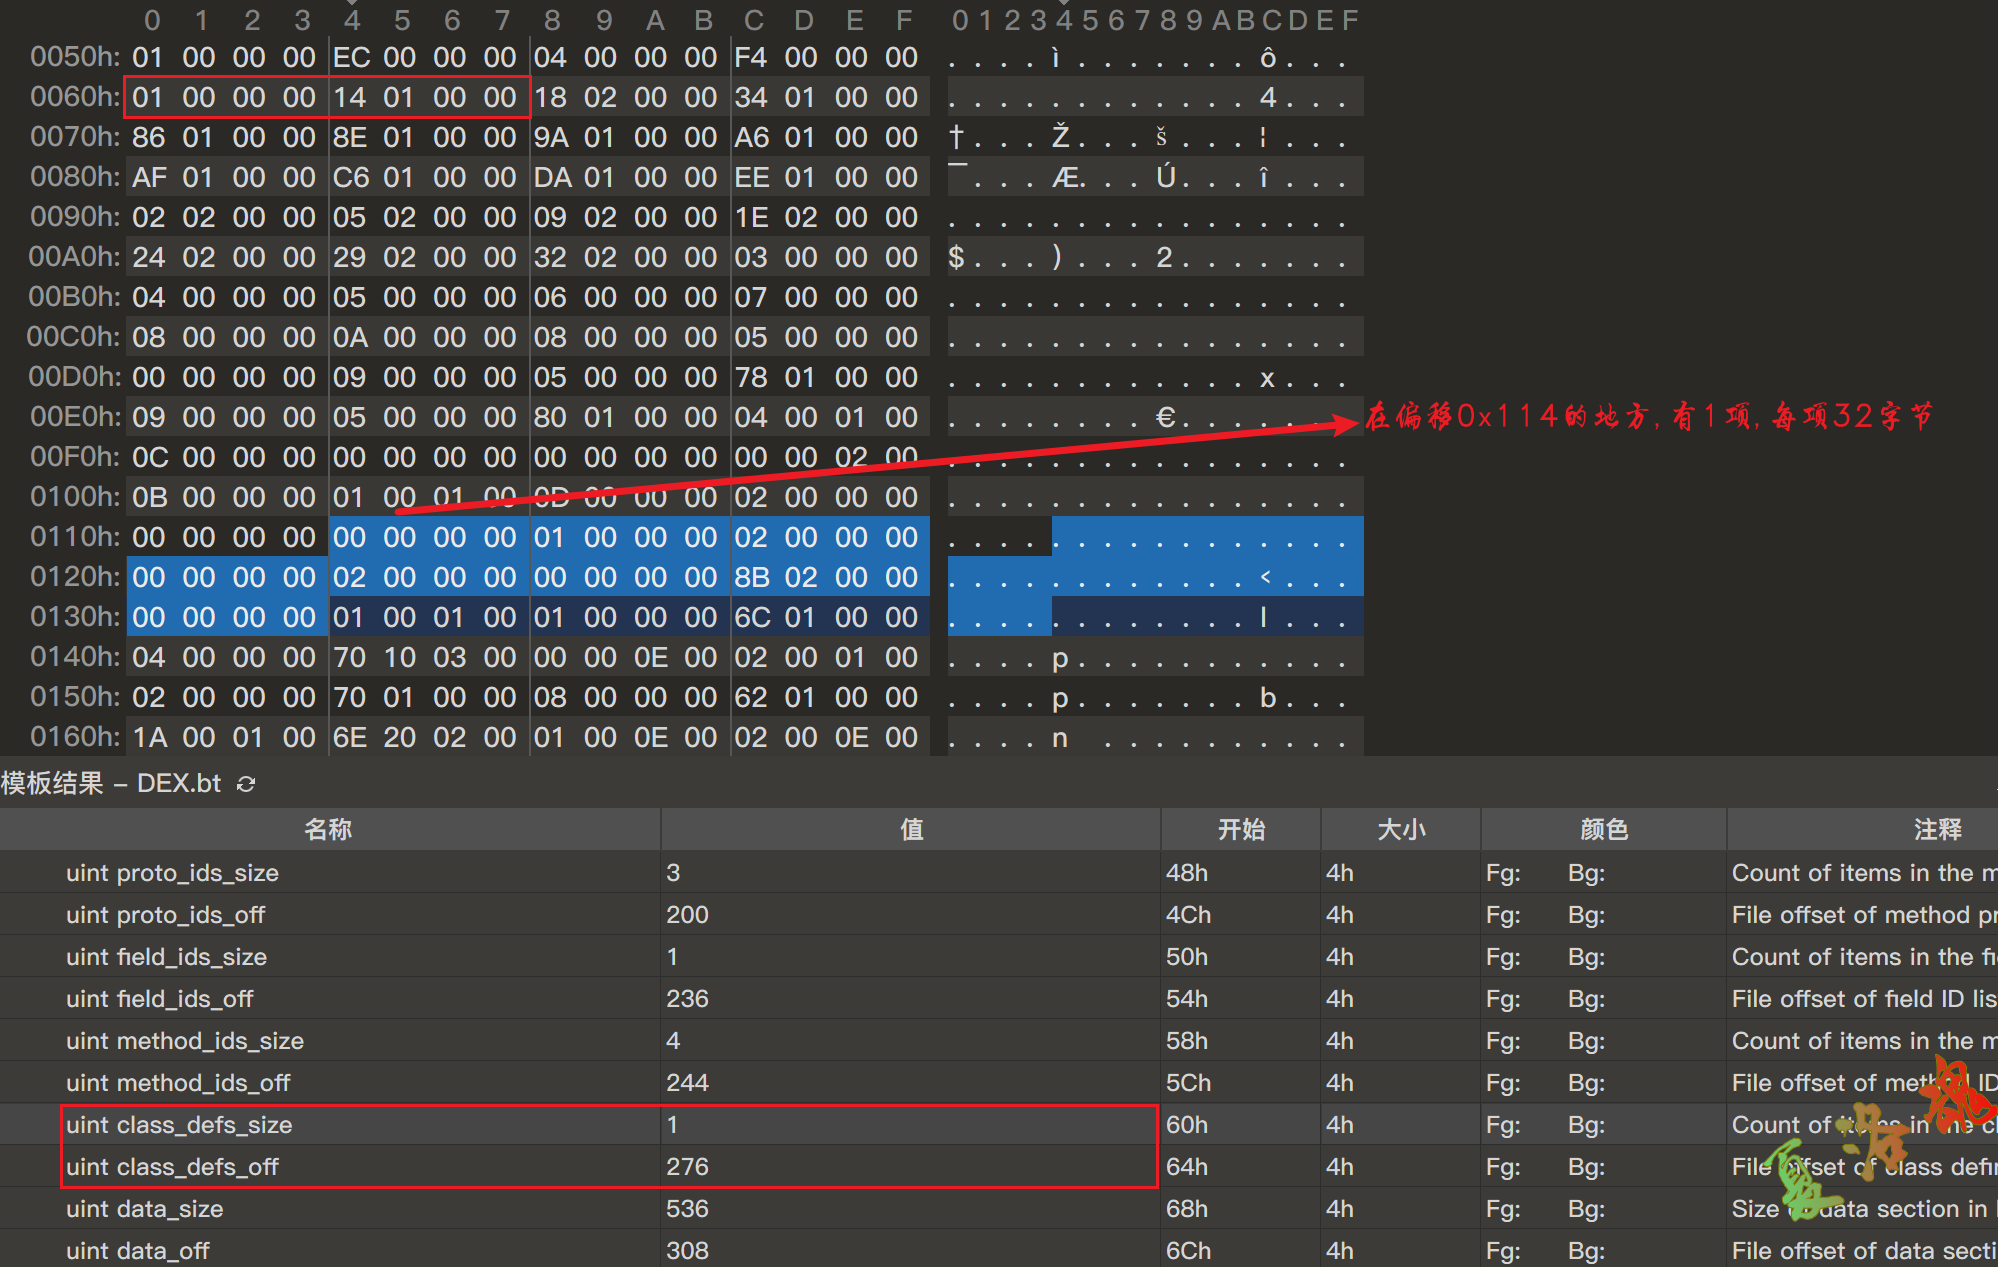 0 1 2 3 4 5 6 7 8 9 A B C D E F 0 1 2 3 4 5 6 7 8 9 A B C D E F
0050h: 01 00 00 00 EC 00 00 00 04 00 00 00 F4 00 00 00 . . . . ì . . . . . . . ô . . .
0060h: 01 00 00 00 14 01 00 00 18 02 00 00 34 01 00 00 . . . . . . . . . . . . 4 . . .
0070h: 86 01 00 00 8E 01 00 00 9A 01 00 00 A6 01 00 00 † . . . Ž . . . š . . . ¦ . . .
0080h: AF 01 00 00 C6 01 00 00 DA 01 00 00 EE 01 00 00 ¯ . . . Æ . . . Ú . . . î . . .
0090h: 02 02 00 00 05 02 00 00 09 02 00 00 1E 02 00 00 . . . . . . . . . . . . . . . .
00A0h: 24 02 00 00 29 02 00 00 32 02 00 00 03 00 00 00 $ . . . ) . . . 2 . . . . . . .
00B0h: 04 00 00 00 05 00 00 00 06 00 00 00 07 00 00 00 . . . . . . . . . . . . . . . .
00C0h: 08 00 00 00 0A 00 00 00 08 00 00 00 05 00 00 00 . . . . . . . . . . . . . . . .
00D0h: 00 00 00 00 09 00 00 00 05 00 00 00 78 01 00 00 . . . . . . . . . . . . x . . .
00E0h: 09 00 00 00 05 00 00 00 80 01 00 00 04 00 01 00 . . . . . . . . € . . . . . . .
在偏移0x114的地方,有1项,每项32字节
00F0h: 0C 00 00 00 00 00 00 00 00 00 00 00 00 00 02 00 . . . . . . . . . . . . . . . .
0100h: 0B 00 00 00 01 00 01 00 0D 00 00 00 02 00 00 00 . . . . . . . . . . . . . . . .
0110h: 00 00 00 00 00 00 00 00 01 00 00 00 02 00 00 00 . . . . . . . . . . . . . . . .
0120h: 00 00 00 00 02 00 00 00 00 00 00 00 8B 02 00 00 . . . . . . . . . . . . ‹ . . .
0130h: 00 00 00 00 01 00 01 00 01 00 00 00 6C 01 00 00 . . . . . . . . . . . . l . . .
0140h: 04 00 00 00 70 10 03 00 00 00 0E 00 02 00 01 00 . . . . p . . . . . . . . . . .
0150h: 02 00 00 00 70 01 00 00 08 00 00 00 62 01 00 00 . . . . p . . . . . . . b . . .
0160h: 1A 00 01 00 6E 20 02 00 01 00 0E 00 02 00 0E 00 . . . . n . . . . . . . . . .
模板结果 – DEX.bt
名称 值 开始 大小 颜色 注释
uint proto_ids_size 3 48h 4h Fg: Bg: Count of items in the m
uint proto_ids_off 200 4Ch 4h Fg: Bg: File offset of method pr
uint field_ids_size 1 50h 4h Fg: Bg: Count of items in the fi
uint field_ids_off 236 54h 4h Fg: Bg: File offset of field ID lis
uint method_ids_size 4 58h 4h Fg: Bg: Count of items in the m
uint method_ids_off 244 5Ch 4h Fg: Bg: File offset of method ID
uint class_defs_size 1 60h 4h Fg: Bg: Count of items in the cl
uint class_defs_off 276 64h 4h Fg: Bg: File offset of class defin
uint data_size 536 68h 4h Fg: Bg: Size of data section in
uint data_off 308 6Ch 4h Fg: Bg: File offset of data secti